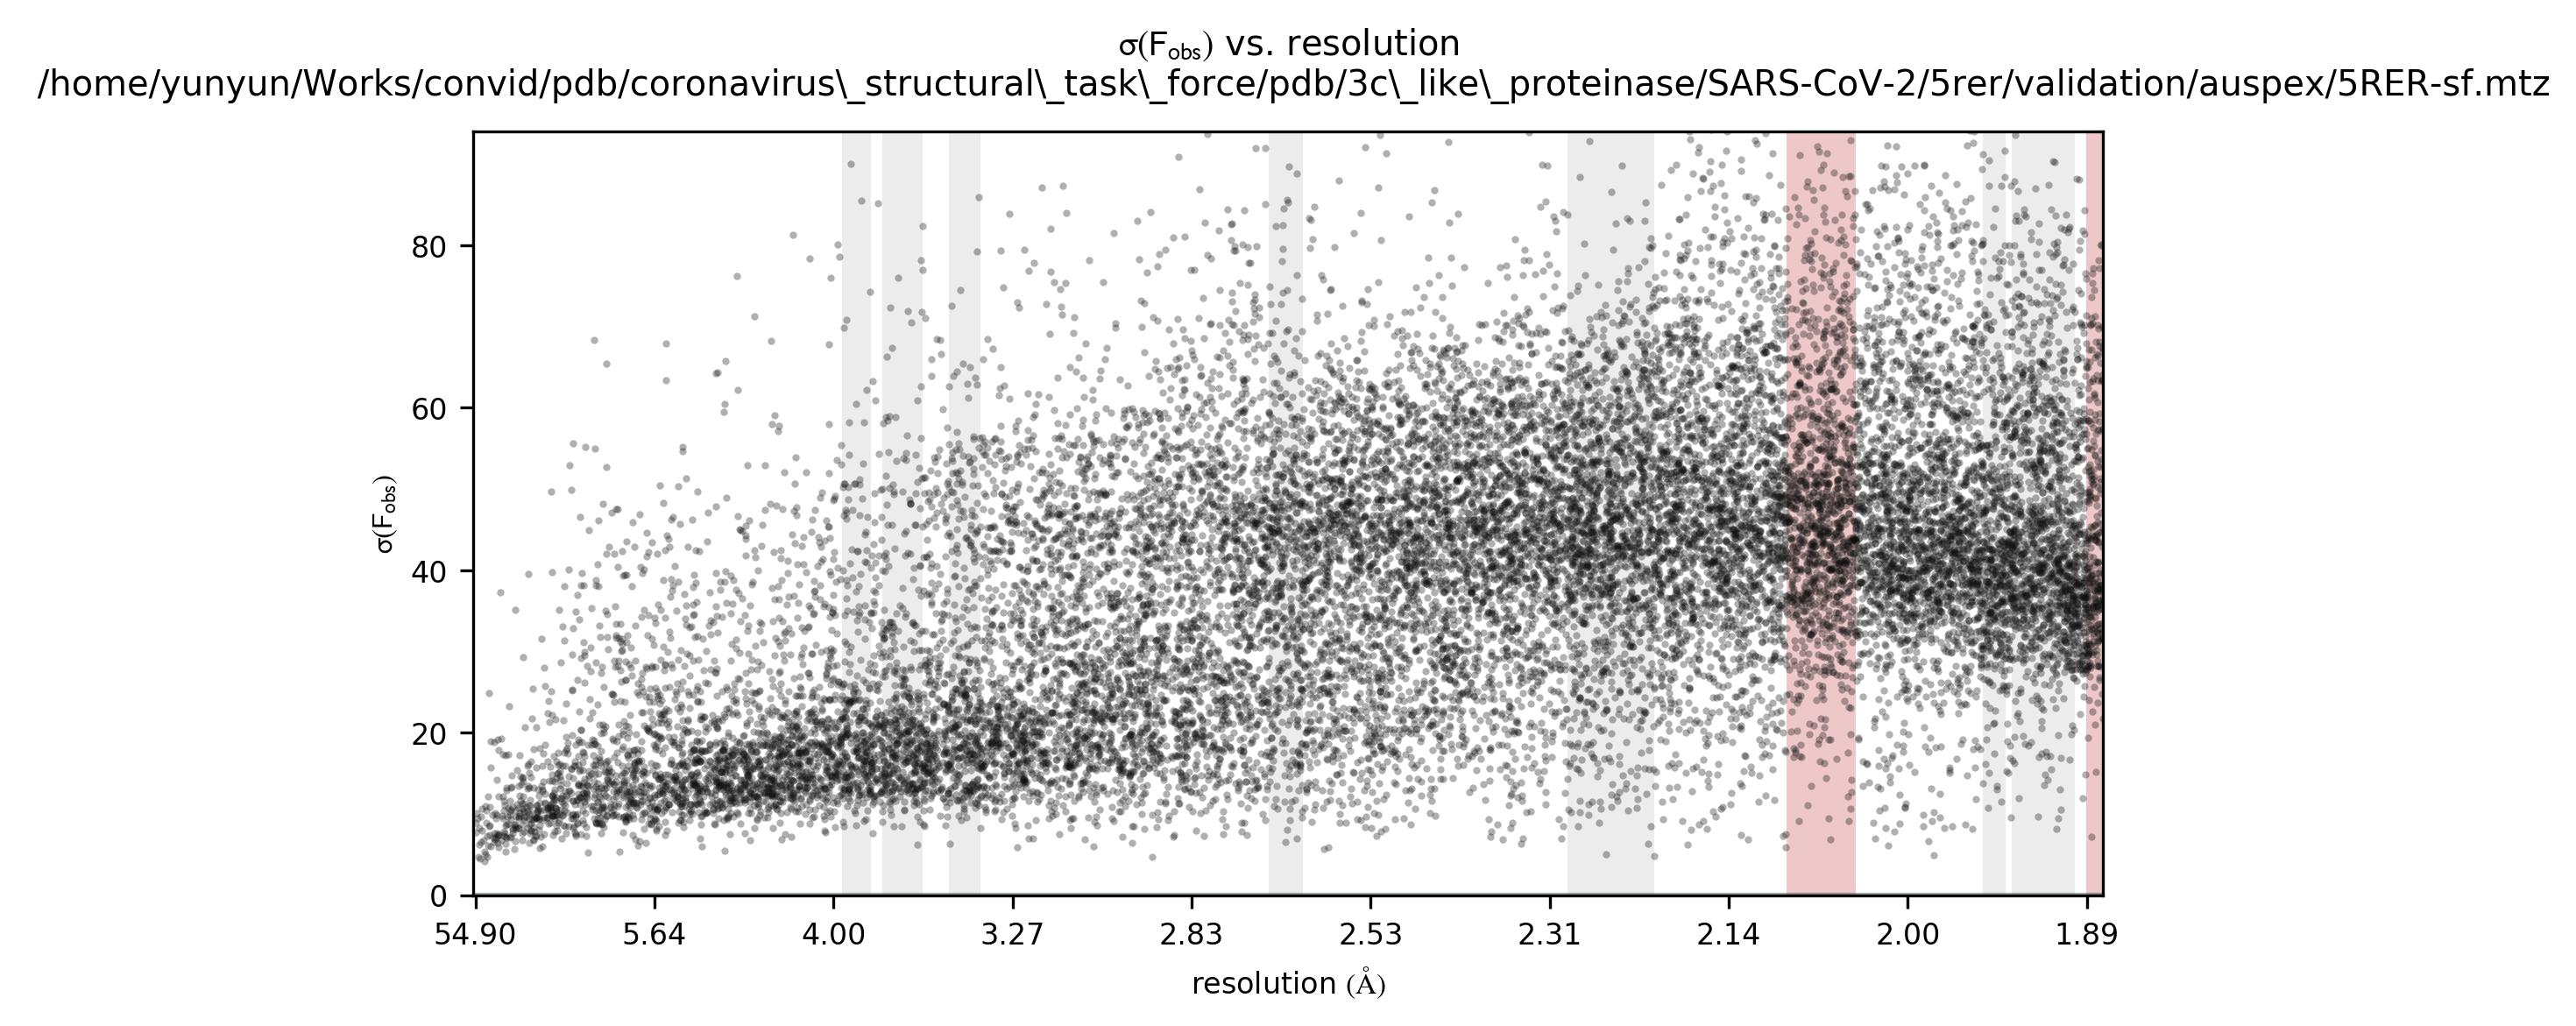 σ(Fobs) vs. resolution
/home/yunyun/Works/convid/pdb/coronavirus\_structural\_task\_force/pdb/3c\_like\_proteinase/SARS-CoV-2/5rer/validation/auspex/5RER-sf.mtz
80
60
40
20
0
σ(Fobs)
54.90 5.64 4.00 3.27 2.83 2.53 2.31 2.14 2.00 1.89
resolution (Å)